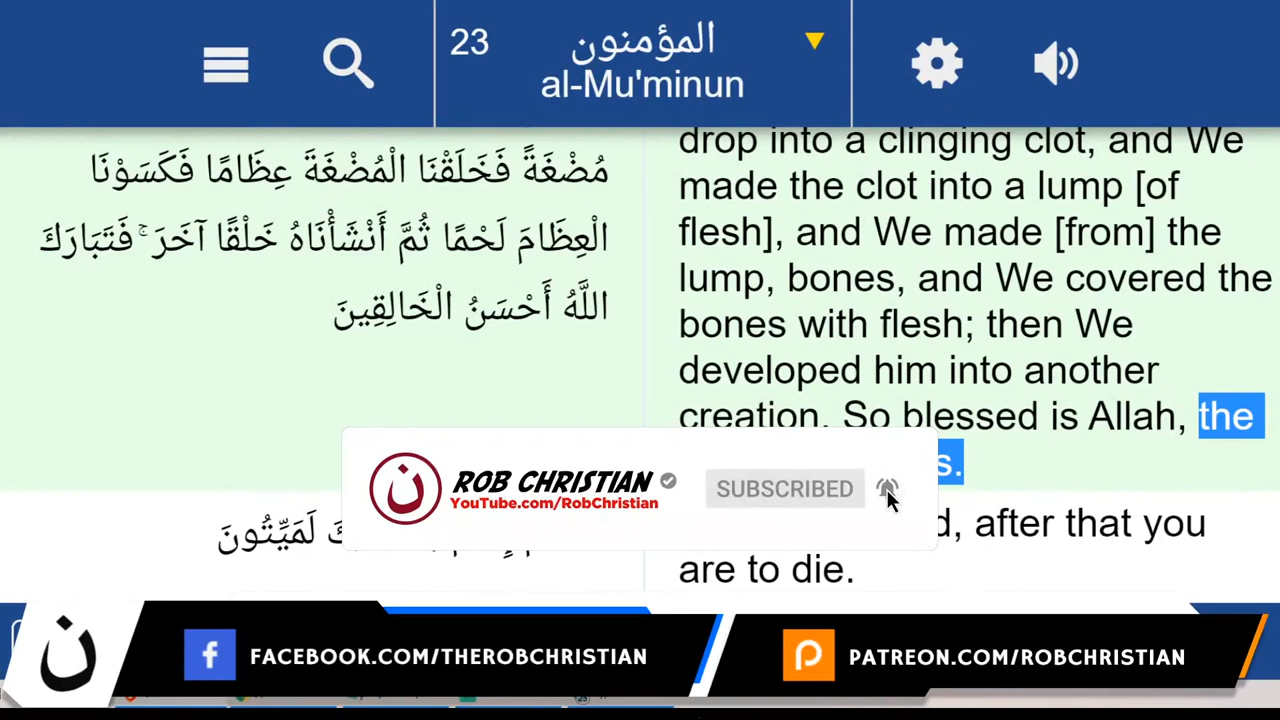 23
المؤمنون
al-Mu'minun
مُضْغَةً فَخَلَقْنَا الْمُضْغَةَ عِظَامًا فَكَسَوْنَا
الْعِظَامَ لَحْمًا ثُمَّ أَنْشَأْنَاهُ خَلْقًا آخَرَ ۚ فَتَبَارَكَ
اللَّهُ أَحْسَنُ الْخَالِقِينَ
drop into a clinging clot, and We
made the clot into a lump [of
flesh], and We made [from] the
lump, bones, and We covered the
bones with flesh; then We
developed him into another
creation. So blessed is Allah, the
s.
لَمَيِّتُونَ
d, after that you
are to die.
ن
ROB CHRISTIAN
YouTube.com/RobChristian
SUBSCRIBED
ن
f
FACEBOOK.COM/THEROBCHRISTIAN
PATREON.COM/ROBCHRISTIAN